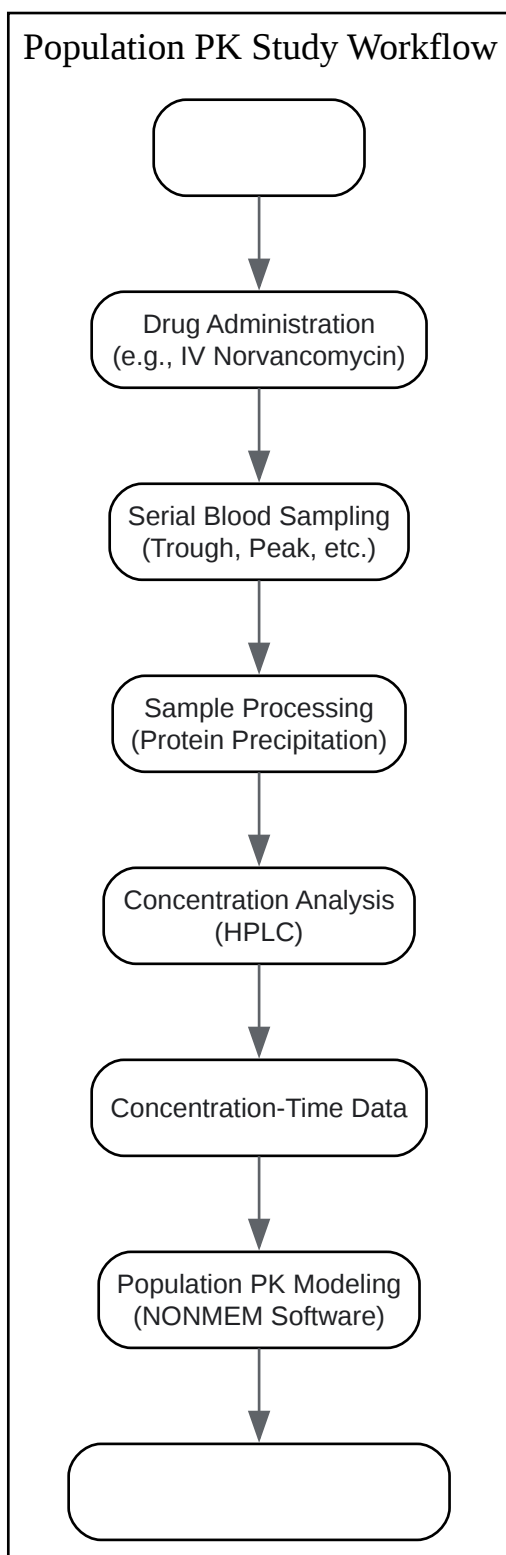 Population PK Study Workflow
Drug Administration
(e.g., IV Norvancomycin)
Serial Blood Sampling
(Trough, Peak, etc.)
Sample Processing
(Protein Precipitation)
Concentration Analysis
(HPLC)
Concentration-Time Data
Population PK Modeling
(NONMEM Software)